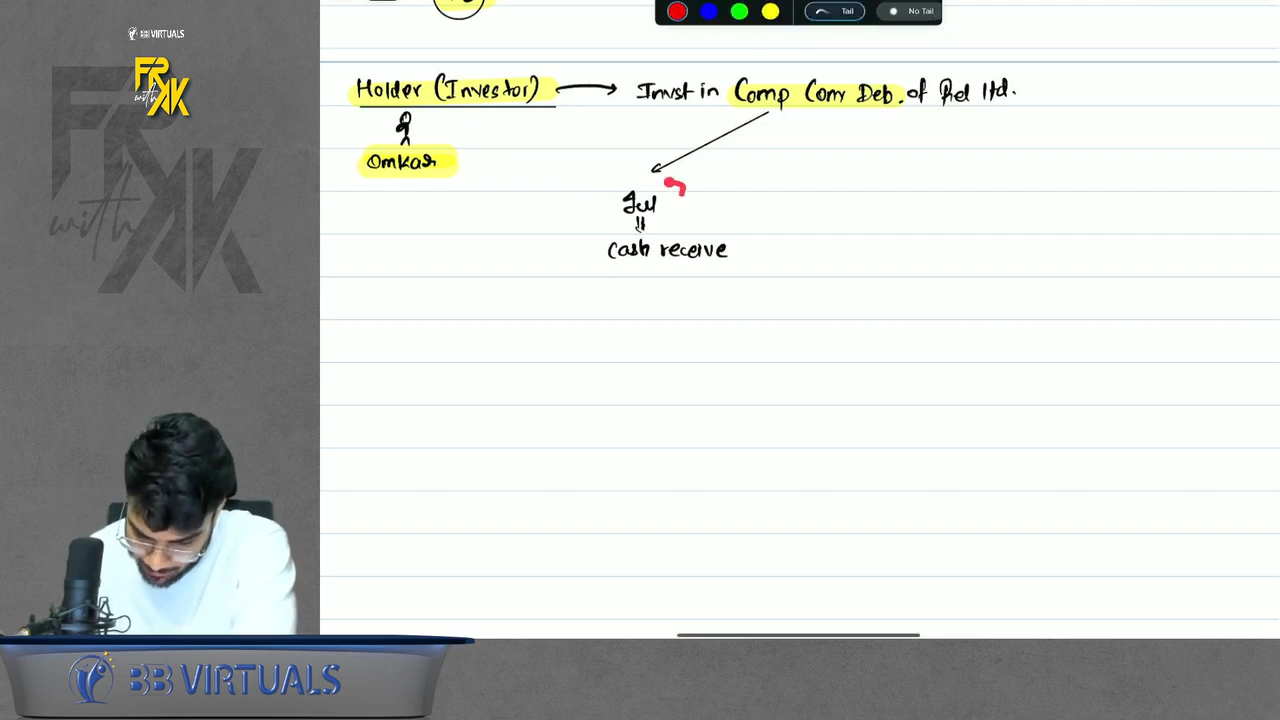 BB VIRTUALS
FR
with AK
Tail
No Tail
Holder (Investor) → Invst in Comp Conv Deb. of Rel ltd.
Omkar
Int
cash receive
BB VIRTUALS